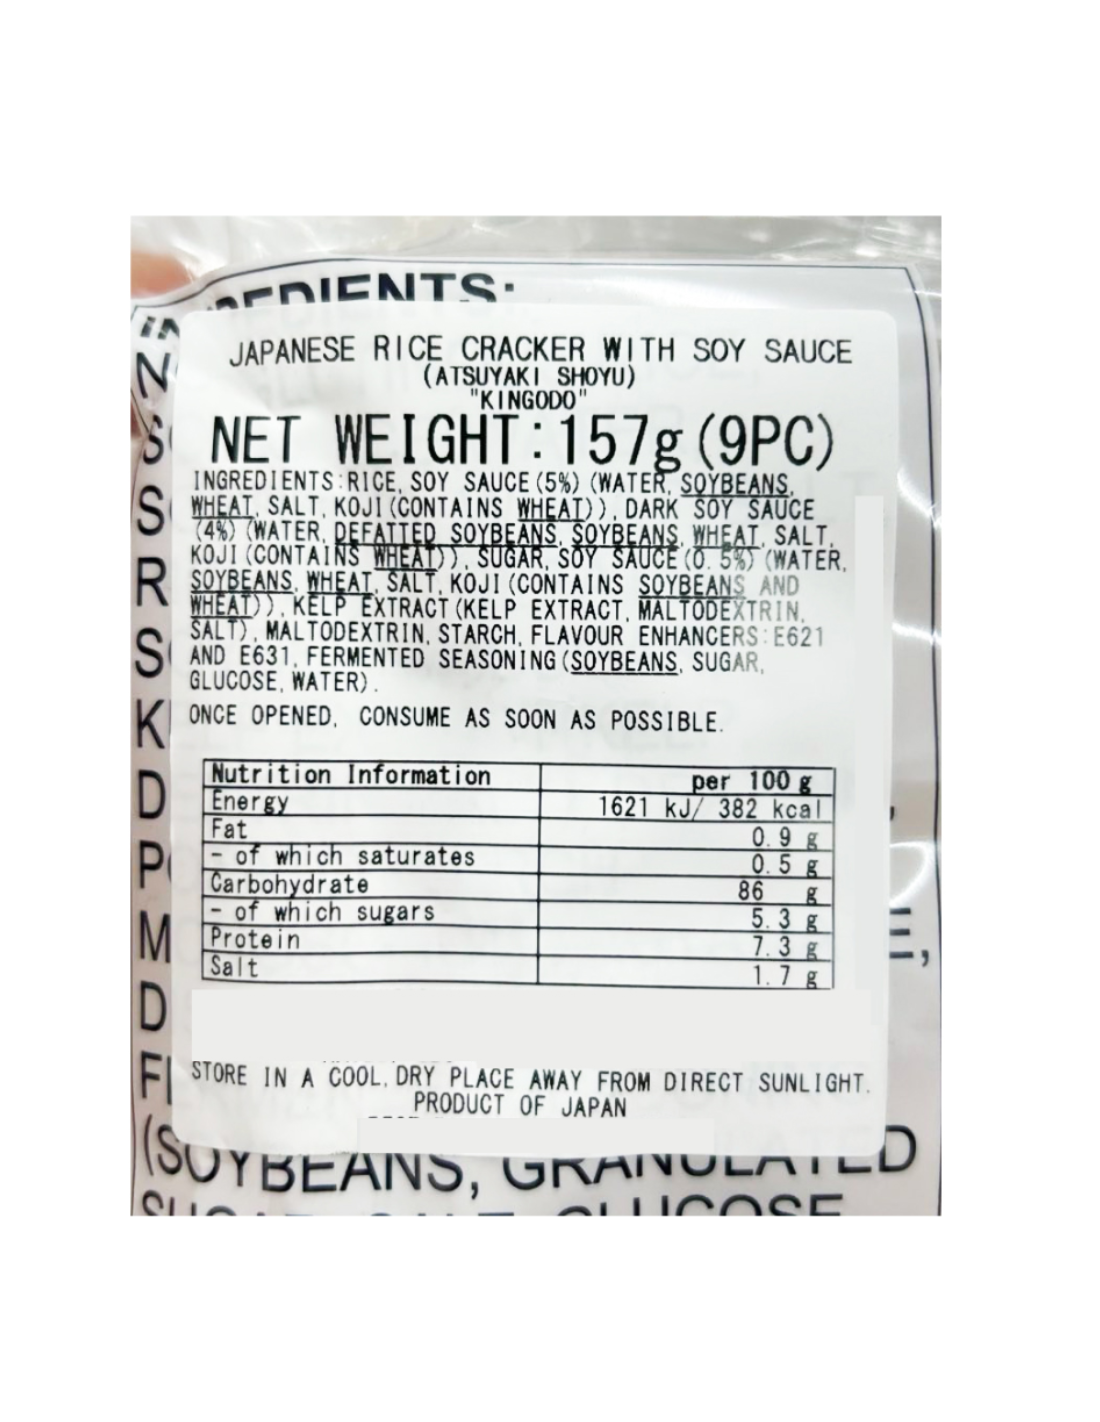 INGREDIENTS:
JAPANESE RICE CRACKER WITH SOY SAUCE
(ATSUYAKI SHOYU)
"KINGODO"
NET WEIGHT:157g(9PC)
INGREDIENTS:RICE, SOY SAUCE(5%) (WATER, SOYBEANS,
WHEAT, SALT, KOJI(CONTAINS WHEAT)), DARK SOY SAUCE
(4%) (WATER, DEFATTED SOYBEANS, SOYBEANS, WHEAT, SALT,
KOJI(CONTAINS WHEAT)), SUGAR, SOY SAUCE(0.5%) (WATER,
SOYBEANS, WHEAT, SALT, KOJI(CONTAINS SOYBEANS AND
WHEAT)), KELP EXTRACT(KELP EXTRACT, MALTODEXTRIN,
SALT), MALTODEXTRIN, STARCH, FLAVOUR ENHANCERS:E621
AND E631, FERMENTED SEASONING(SOYBEANS, SUGAR,
GLUCOSE, WATER).
ONCE OPENED, CONSUME AS SOON AS POSSIBLE.
Nutrition Information per 100 g
Energy 1621 kJ/ 382 kcal
Fat 0.9 g
- of which saturates 0.5 g
Carbohydrate 86 g
- of which sugars 5.3 g
Protein 7.3 g
Salt 1.7 g
STORE IN A COOL, DRY PLACE AWAY FROM DIRECT SUNLIGHT.
PRODUCT OF JAPAN
(SOYBEANS, GRANULATED